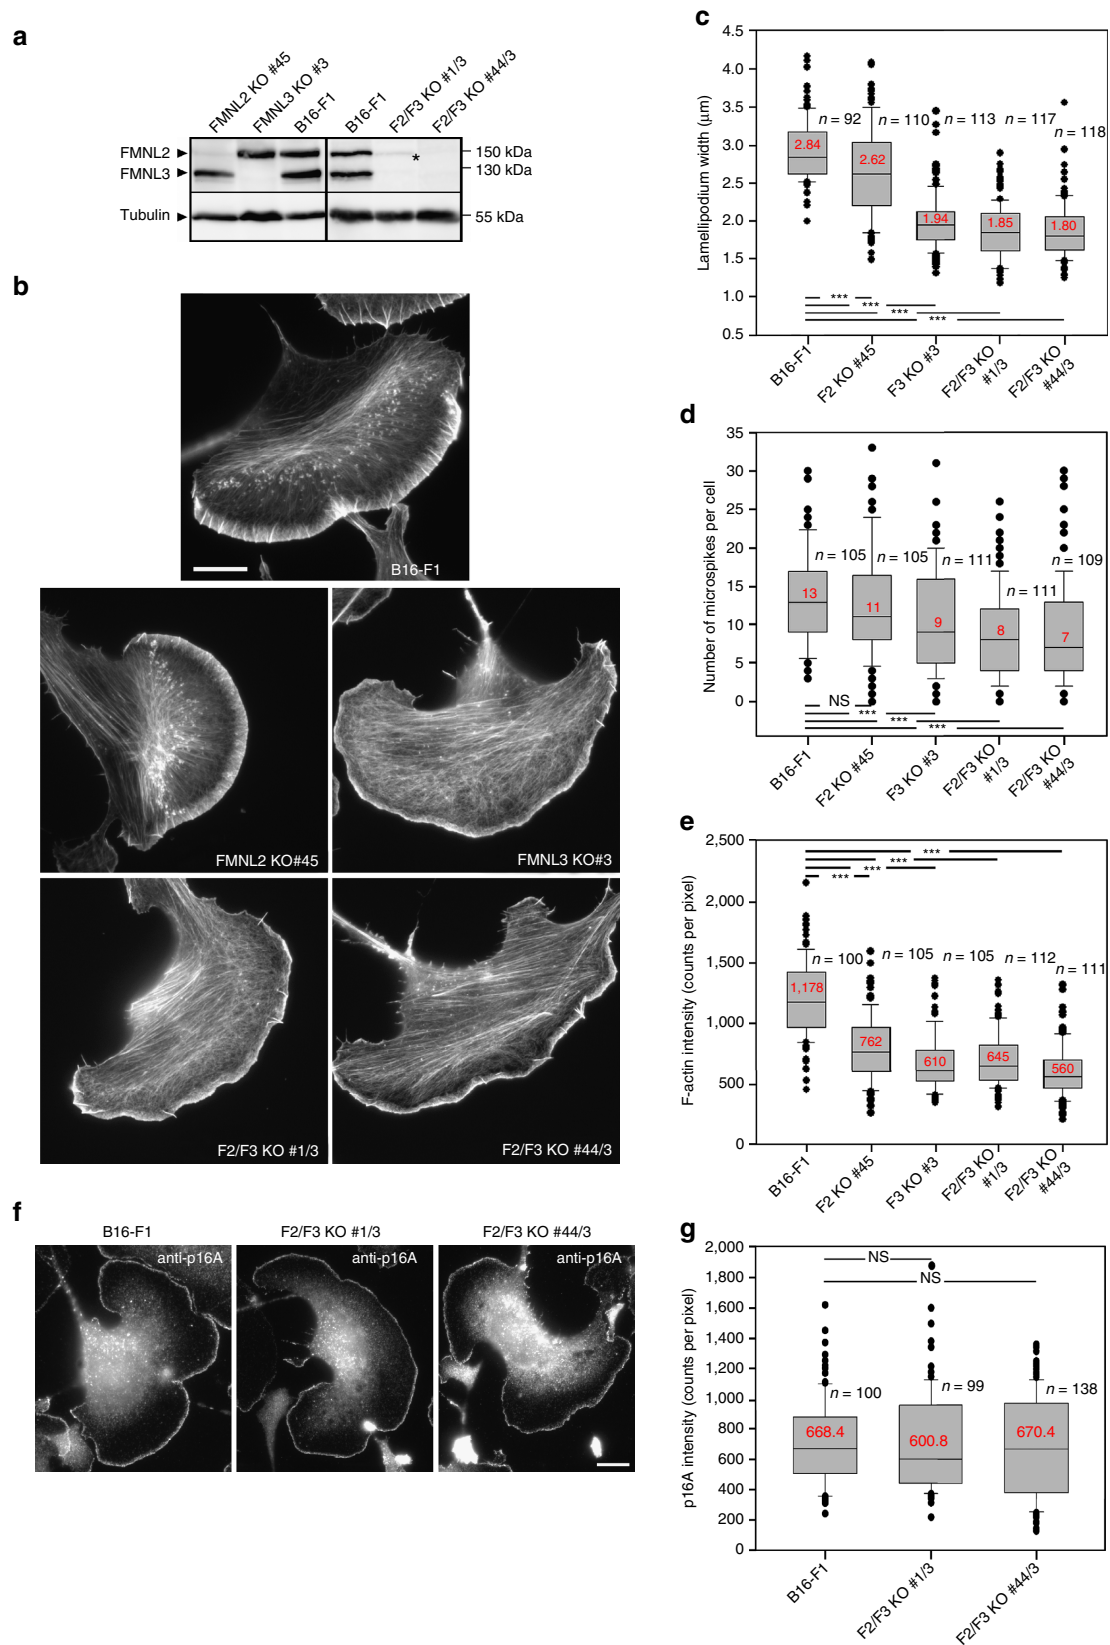 a
FMNL2 KO #45
FMNL3 KO #3
B16-F1
B16-F1
F2/F3 KO #1/3
F2/F3 KO #44/3
FMNL2
FMNL3
Tubulin
*
150 kDa
130 kDa
55 kDa
b
B16-F1
FMNL2 KO#45
FMNL3 KO#3
F2/F3 KO #1/3
F2/F3 KO #44/3
c
Lamellipodium width (µm)
4.5
4.0
3.5
3.0
2.5
2.0
1.5
1.0
0.5
n = 92
n = 110
n = 113
n = 117
n = 118
2.84
2.62
1.94
1.85
1.80
***
***
***
***
B16-F1
F2 KO #45
F3 KO #3
F2/F3 KO #1/3
F2/F3 KO #44/3
d
Number of microspikes per cell
35
30
25
20
15
10
5
0
n = 105
n = 105
n = 111
n = 111
n = 109
13
11
9
8
7
NS
***
***
***
B16-F1
F2 KO #45
F3 KO #3
F2/F3 KO #1/3
F2/F3 KO #44/3
e
F-actin intensity (counts per pixel)
2,500
2,000
1,500
1,000
500
0
***
***
***
***
n = 100
n = 105
n = 105
n = 112
n = 111
1,178
762
610
645
560
B16-F1
F2 KO #45
F3 KO #3
F2/F3 KO #1/3
F2/F3 KO #44/3
f
B16-F1
F2/F3 KO #1/3
F2/F3 KO #44/3
anti-p16A
anti-p16A
anti-p16A
g
p16A intensity (counts per pixel)
2,000
1,800
1,600
1,400
1,200
1,000
800
600
400
200
0
NS
NS
n = 100
n = 99
n = 138
668.4
600.8
670.4
B16-F1
F2/F3 KO #1/3
F2/F3 KO #44/3